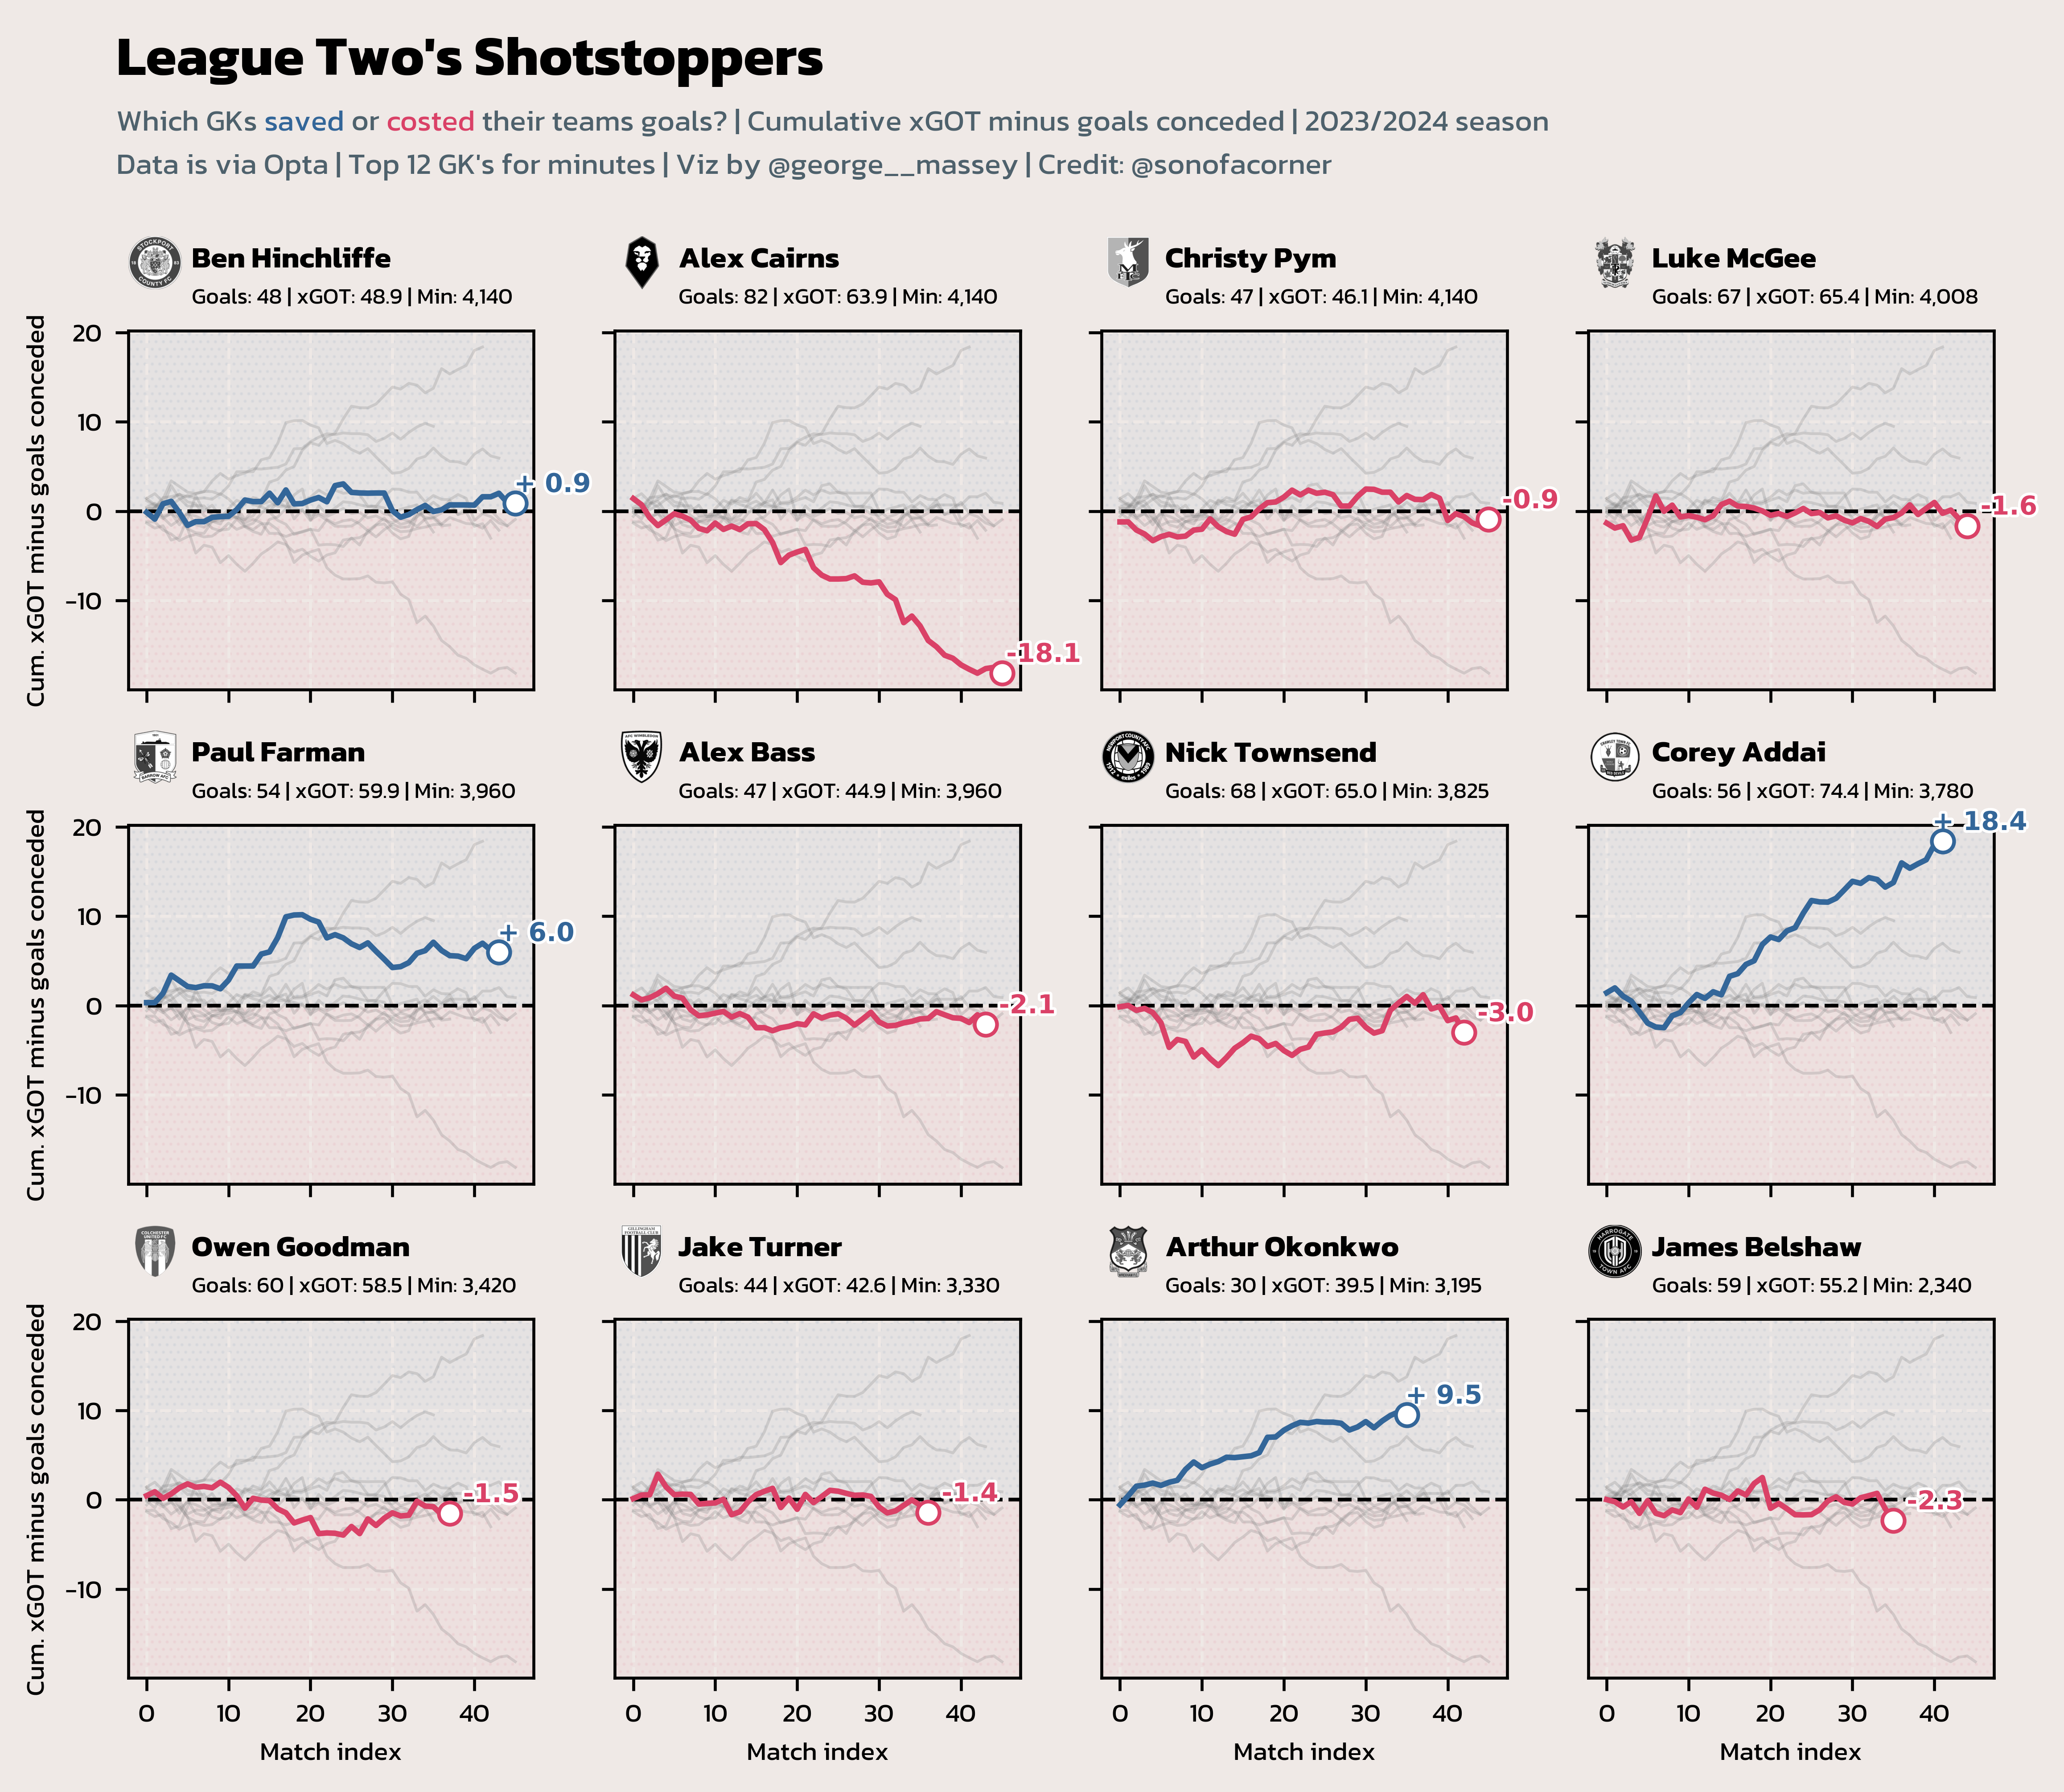 League Two's Shotstoppers
Which GKs saved or costed their teams goals? | Cumulative xGOT minus goals conceded | 2023/2024 season
Data is via Opta | Top 12 GK's for minutes | Viz by @george__massey | Credit: @sonofacorner
Ben Hinchliffe
Goals: 48 | xGOT: 48.9 | Min: 4,140
Alex Cairns
Goals: 82 | xGOT: 63.9 | Min: 4,140
Christy Pym
Goals: 47 | xGOT: 46.1 | Min: 4,140
Luke McGee
Goals: 67 | xGOT: 65.4 | Min: 4,008
Cum. xGOT minus goals conceded
20
10
0
-10
+ 0.9
-18.1
-0.9
-1.6
Paul Farman
Goals: 54 | xGOT: 59.9 | Min: 3,960
Alex Bass
Goals: 47 | xGOT: 44.9 | Min: 3,960
Nick Townsend
Goals: 68 | xGOT: 65.0 | Min: 3,825
Corey Addai
Goals: 56 | xGOT: 74.4 | Min: 3,780
Cum. xGOT minus goals conceded
20
10
0
-10
+ 6.0
-2.1
-3.0
+ 18.4
Owen Goodman
Goals: 60 | xGOT: 58.5 | Min: 3,420
Jake Turner
Goals: 44 | xGOT: 42.6 | Min: 3,330
Arthur Okonkwo
Goals: 30 | xGOT: 39.5 | Min: 3,195
James Belshaw
Goals: 59 | xGOT: 55.2 | Min: 2,340
Cum. xGOT minus goals conceded
20
10
0
-10
-1.5
-1.4
+ 9.5
-2.3
0 10 20 30 40
0 10 20 30 40
0 10 20 30 40
0 10 20 30 40
Match index
Match index
Match index
Match index